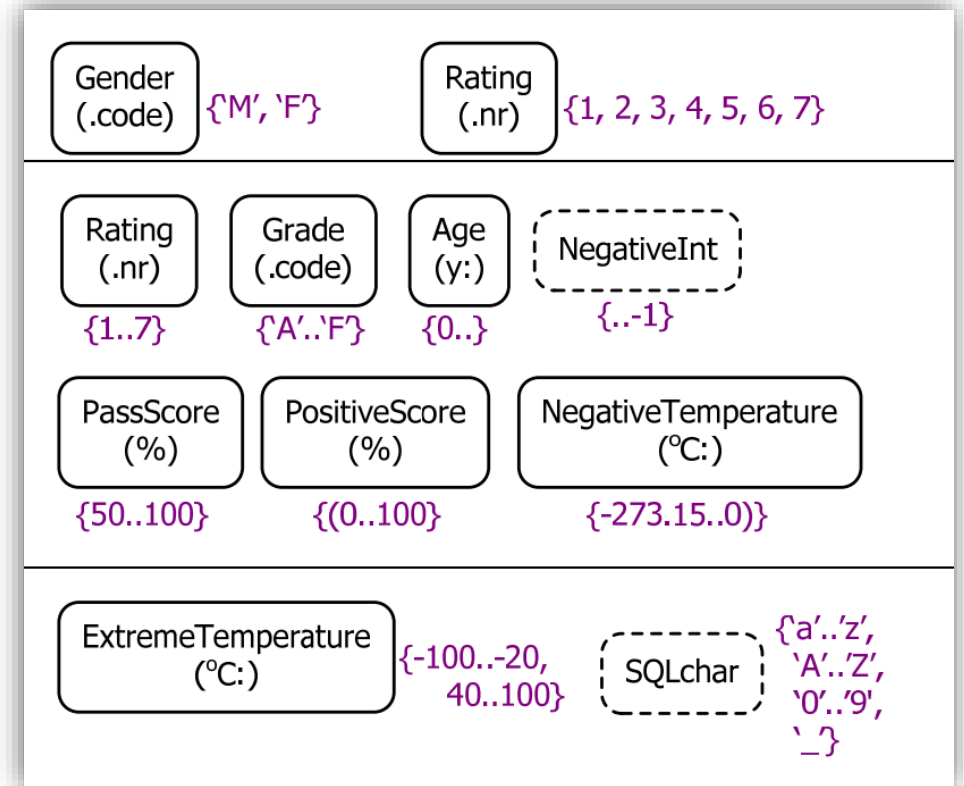 Gender
(.code)
{‘M’, ‘F’}
Rating
(.nr)
{1, 2, 3, 4, 5, 6, 7}
Rating
(.nr)
{1..7}
Grade
(.code)
{‘A’..‘F’}
Age
(y:)
{0..}
NegativeInt
{..-1}
PassScore
(%)
{50..100}
PositiveScore
(%)
{(0..100}
NegativeTemperature
(°C:)
{-273.15..0)}
ExtremeTemperature
(°C:)
{-100..-20,
40..100}
SQLchar
{‘a’..’z’,
‘A’..’Z’,
‘0’..’9',
‘_’}